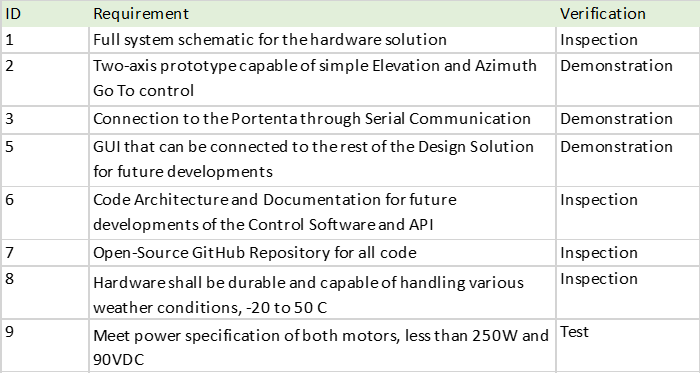 ID Requirement Verification
1 Full system schematic for the hardware solution Inspection
2 Two-axis prototype capable of simple Elevation and Azimuth Demonstration
Go To control
3 Connection to the Portenta through Serial Communication Demonstration
5 GUI that can be connected to the rest of the Design Solution Demonstration
for future developments
6 Code Architecture and Documentation for future Inspection
developments of the Control Software and API
7 Open-Source GitHub Repository for all code Inspection
8 Hardware shall be durable and capable of handling various Inspection
weather conditions, -20 to 50 C
9 Meet power specification of both motors, less than 250W and Test
90VDC